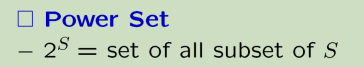 □ Power Set
– 2^S = set of all subset of S